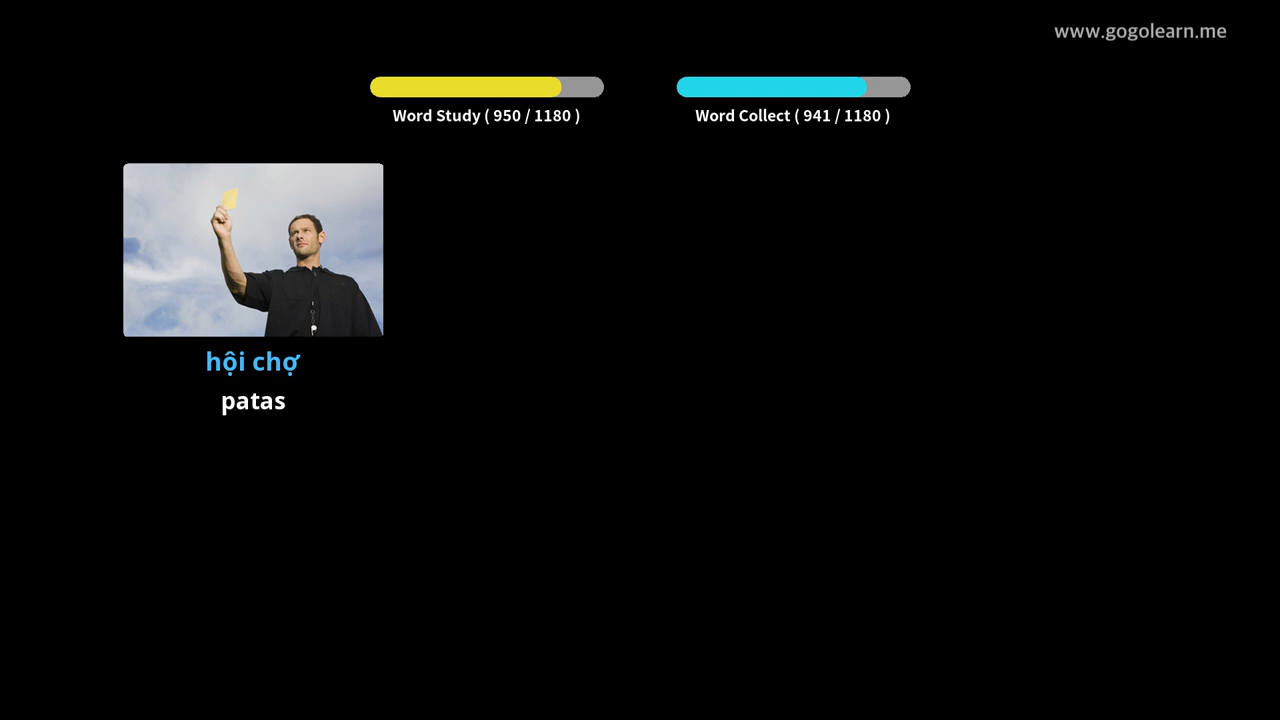 www.gogolearn.me
Word Study ( 950 / 1180 )
Word Collect ( 941 / 1180 )
hội chợ
patas